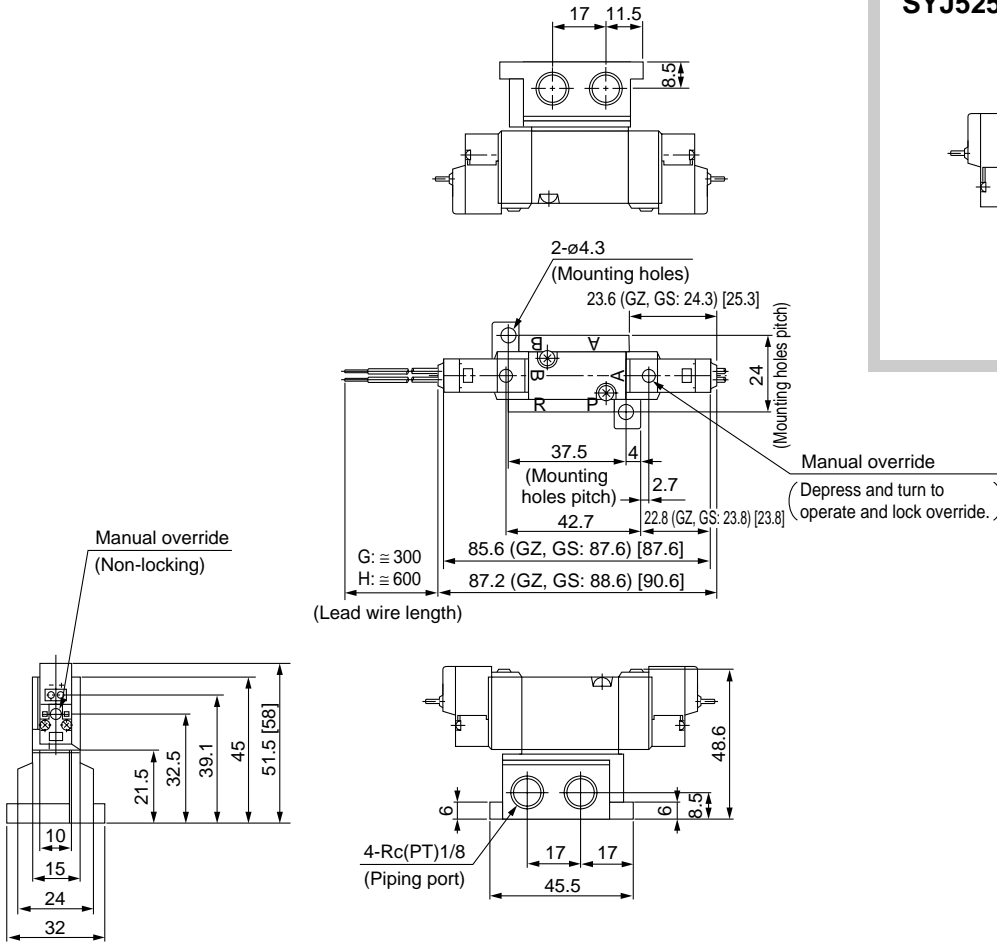 SYJ525
17
11.5
8.5
2-ø4.3
(Mounting holes)
23.6 (GZ, GS: 24.3) [25.3]
B
A
B
A
R
P
24
(Mounting holes pitch)
37.5
4
(Mounting
holes pitch)
2.7
42.7
22.8 (GZ, GS: 23.8) [23.8]
85.6 (GZ, GS: 87.6) [87.6]
87.2 (GZ, GS: 88.6) [90.6]
G: ≅300
H: ≅600
(Lead wire length)
Manual override
(Depress and turn to
operate and lock override.)
Manual override
(Non-locking)
- +
21.5
32.5
39.1
45
51.5 [58]
10
15
24
32
48.6
6
6
8.5
4-Rc(PT)1/8
(Piping port)
17
17
45.5